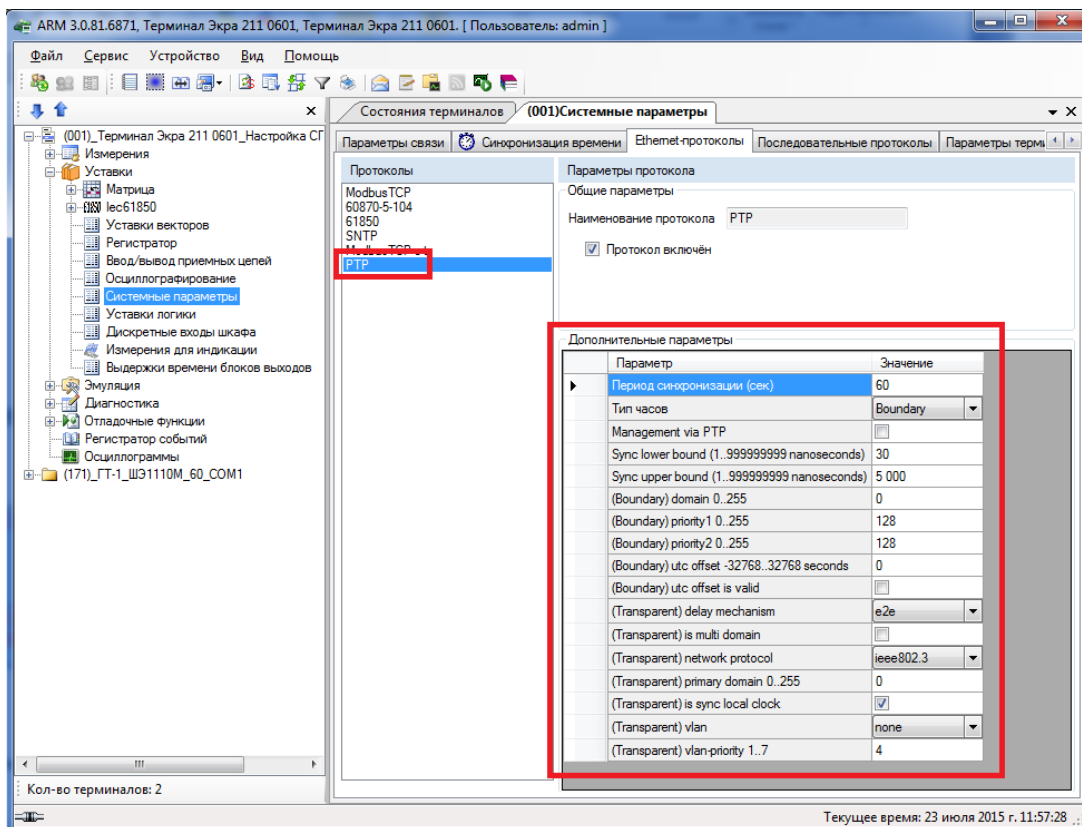 ARM 3.0.81.6871, Терминал Экра 211 0601, Терминал Экра 211 0601. [ Пользователь: admin ]
Файл Сервис Устройство Вид Помощь
Состояния терминалов (001)Системные параметры
(001)_Терминал Экра 211 0601_Настройка СГ
Измерения
Уставки
Матрица
Iec61850
Уставки векторов
Регистратор
Ввод/вывод приемных цепей
Осциллографирование
Системные параметры
Уставки логики
Дискретные входы шкафа
Измерения для индикации
Выдержки времени блоков выходов
Эмуляция
Диагностика
Отладочные функции
Регистратор событий
Осциллограммы
(171)_ГТ-1_ШЭ1110М_60_COM1
Кол-во терминалов: 2
Параметры связи Синхронизация времени Ethernet-протоколы Последовательные протоколы Параметры терми
Протоколы
ModbusTCP
60870-5-104
61850
SNTP
PTP
Параметры протокола
Общие параметры
Наименование протокола PTP
Протокол включён
Дополнительные параметры
Параметр Значение
Период синхронизации (сек) 60
Тип часов Boundary
Management via PTP
Sync lower bound (1..999999999 nanoseconds) 30
Sync upper bound (1..999999999 nanoseconds) 5 000
(Boundary) domain 0..255 0
(Boundary) priority1 0..255 128
(Boundary) priority2 0..255 128
(Boundary) utc offset -32768..32768 seconds 0
(Boundary) utc offset is valid
(Transparent) delay mechanism e2e
(Transparent) is multi domain
(Transparent) network protocol ieee802.3
(Transparent) primary domain 0..255 0
(Transparent) is sync local clock
(Transparent) vlan none
(Transparent) vlan-priority 1..7 4
Текущее время: 23 июля 2015 г. 11:57:28